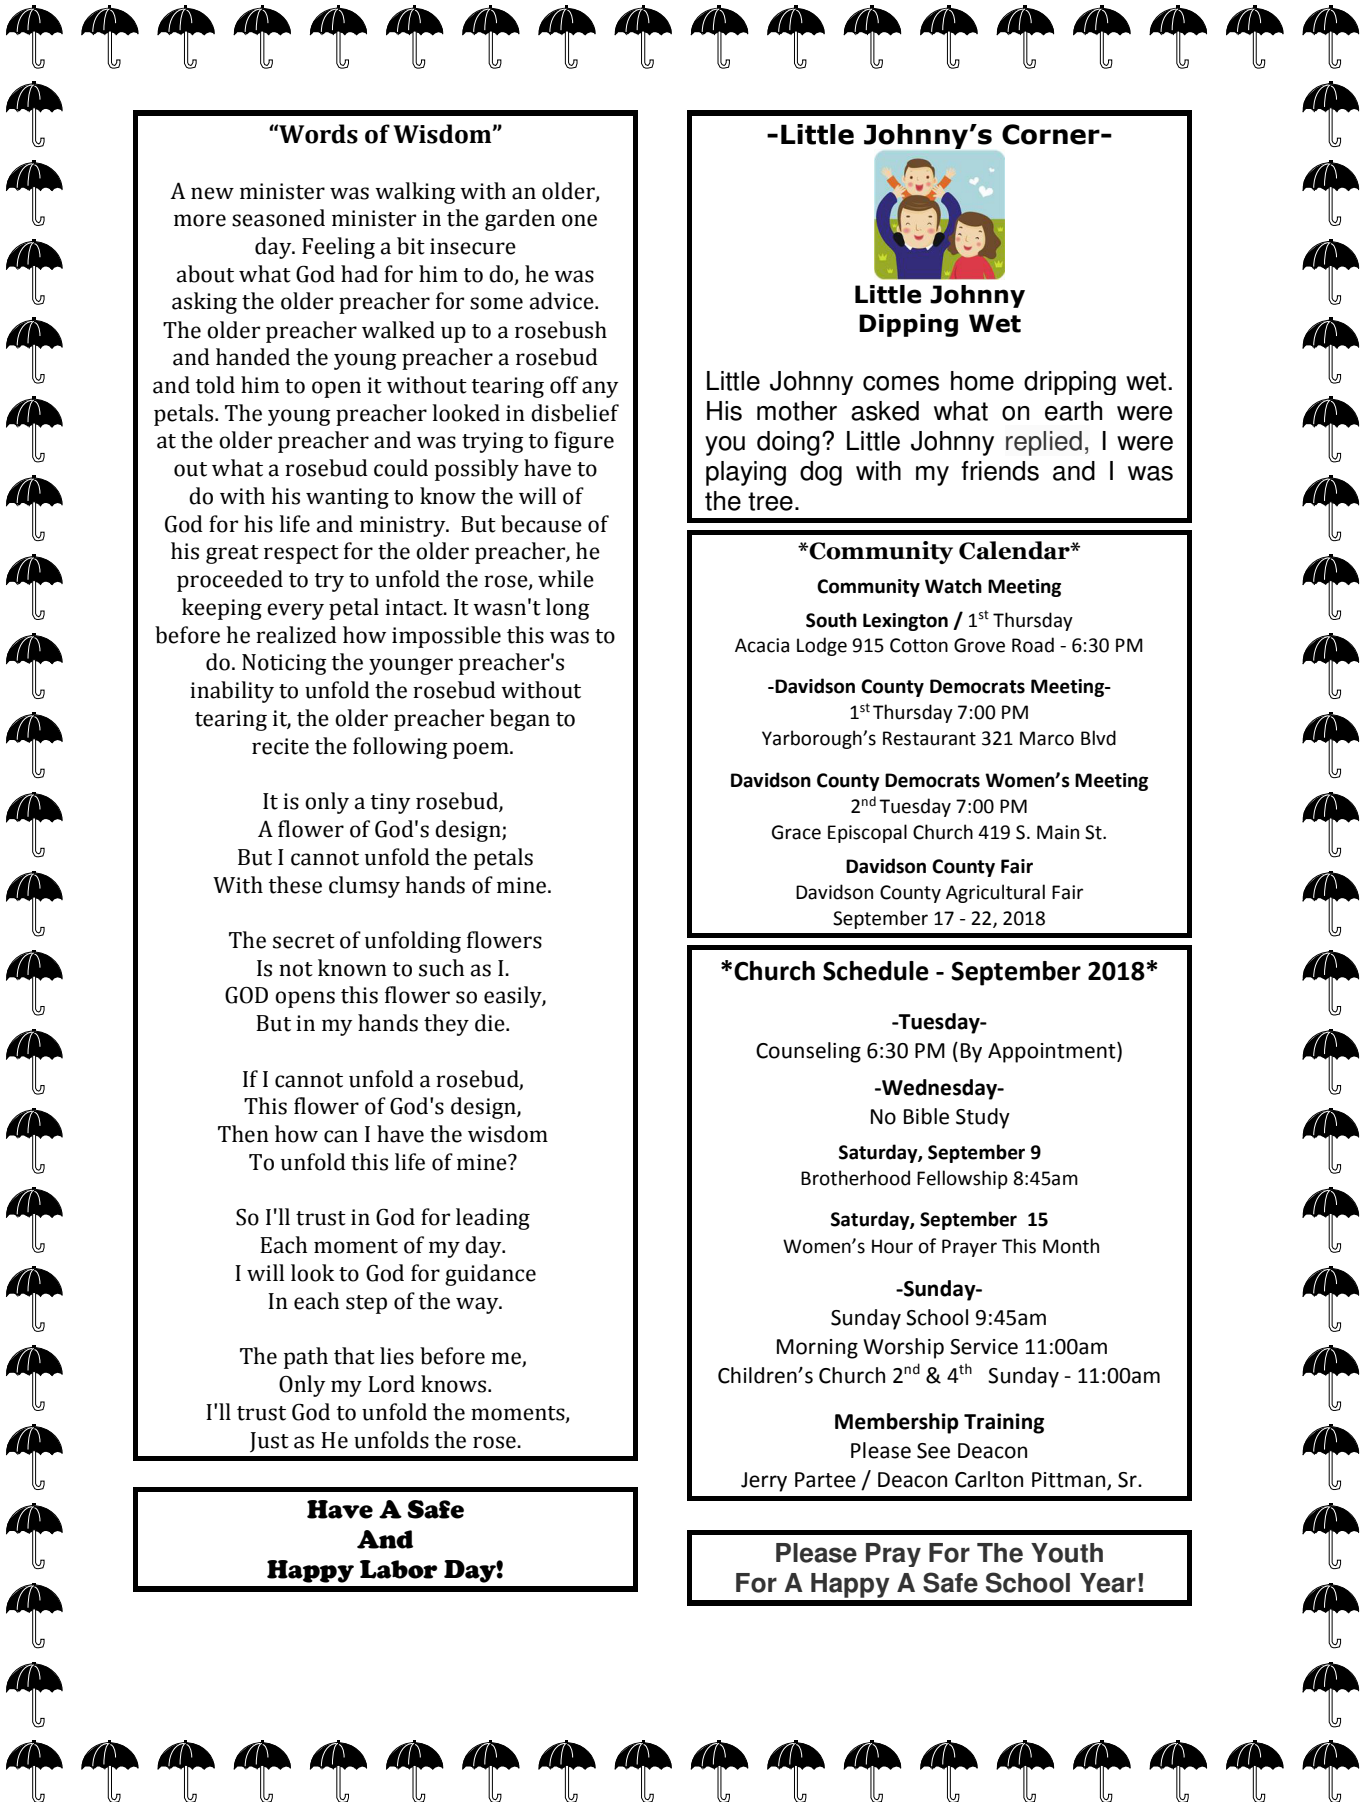 “Words of Wisdom”
A new minister was walking with an older,
more seasoned minister in the garden one
day. Feeling a bit insecure
about what God had for him to do, he was
asking the older preacher for some advice.
The older preacher walked up to a rosebush
and handed the young preacher a rosebud
and told him to open it without tearing off any
petals. The young preacher looked in disbelief
at the older preacher and was trying to figure
out what a rosebud could possibly have to
do with his wanting to know the will of
God for his life and ministry.  But because of
his great respect for the older preacher, he
proceeded to try to unfold the rose, while
keeping every petal intact. It wasn't long
before he realized how impossible this was to
do. Noticing the younger preacher's
inability to unfold the rosebud without
tearing it, the older preacher began to
recite the following poem.
It is only a tiny rosebud,
A flower of God's design;
But I cannot unfold the petals
With these clumsy hands of mine.
The secret of unfolding flowers
Is not known to such as I.
GOD opens this flower so easily,
But in my hands they die.
If I cannot unfold a rosebud,
This flower of God's design,
Then how can I have the wisdom
To unfold this life of mine?
So I'll trust in God for leading
Each moment of my day.
I will look to God for guidance
In each step of the way.
The path that lies before me,
Only my Lord knows.
I'll trust God to unfold the moments,
Just as He unfolds the rose.
Have A Safe
And
Happy Labor Day!
-Little Johnny’s Corner-
Little Johnny
Dipping Wet
Little Johnny comes home dripping wet.
His mother asked what on earth were
you doing? Little Johnny replied, I were
playing dog with my friends and I was
the tree.
*Community Calendar*
Community Watch Meeting
South Lexington / 1st Thursday
Acacia Lodge 915 Cotton Grove Road - 6:30 PM
-Davidson County Democrats Meeting-
1st Thursday 7:00 PM
Yarborough’s Restaurant 321 Marco Blvd
Davidson County Democrats Women’s Meeting
2nd Tuesday 7:00 PM
Grace Episcopal Church 419 S. Main St.
Davidson County Fair
Davidson County Agricultural Fair
September 17 - 22, 2018
*Church Schedule - September 2018*
-Tuesday-
Counseling 6:30 PM (By Appointment)
-Wednesday-
No Bible Study
Saturday, September 9
Brotherhood Fellowship 8:45am
Saturday, September  15
Women’s Hour of Prayer This Month
-Sunday-
Sunday School 9:45am
Morning Worship Service 11:00am
Children’s Church 2nd & 4th  Sunday - 11:00am
Membership Training
Please See Deacon
Jerry Partee / Deacon Carlton Pittman, Sr.
Please Pray For The Youth
For A Happy A Safe School Year!